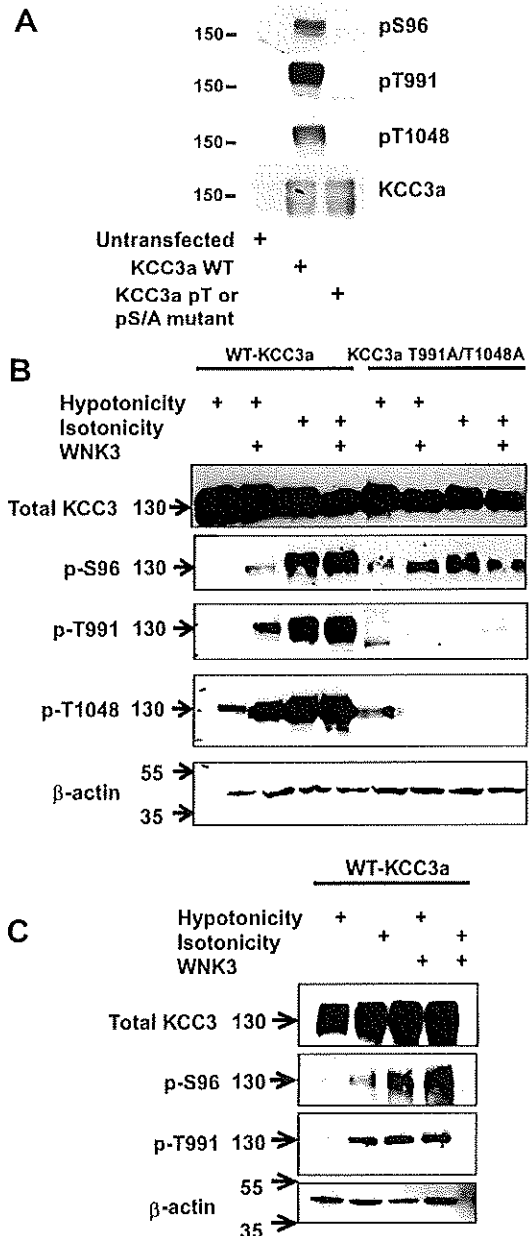 A
150– pS96
150– pT991
150– pT1048
150– KCC3a
Untransfected +
KCC3a WT +
KCC3a pT or +
pS/A mutant
B
WT-KCC3a KCC3a T991A/T1048A
Hypotonicity + + + +
Isotonicity + + + +
WNK3 + + + +
Total KCC3 130
p-S96 130
p-T991 130
p-T1048 130
55
β-actin
35
C
WT-KCC3a
Hypotonicity + +
Isotonicity + +
WNK3 + +
Total KCC3 130
p-S96 130
p-T991 130
55
β-actin
35